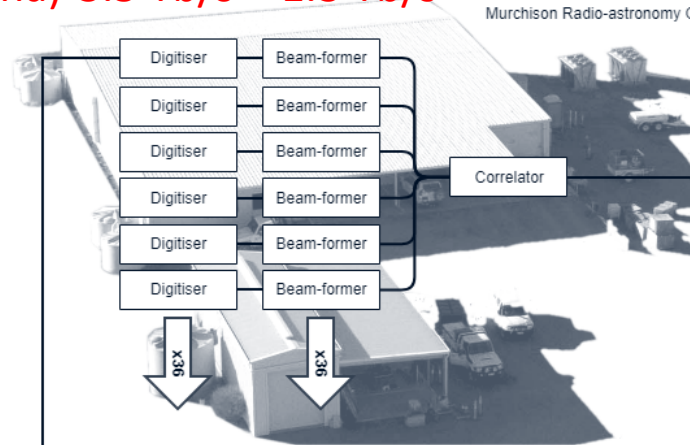 Murchison Radio-astronomy
Digitiser Beam-former
Digitiser Beam-former
Digitiser Beam-former
Correlator
Digitiser Beam-former
Digitiser Beam-former
Digitiser Beam-former
x36 x36